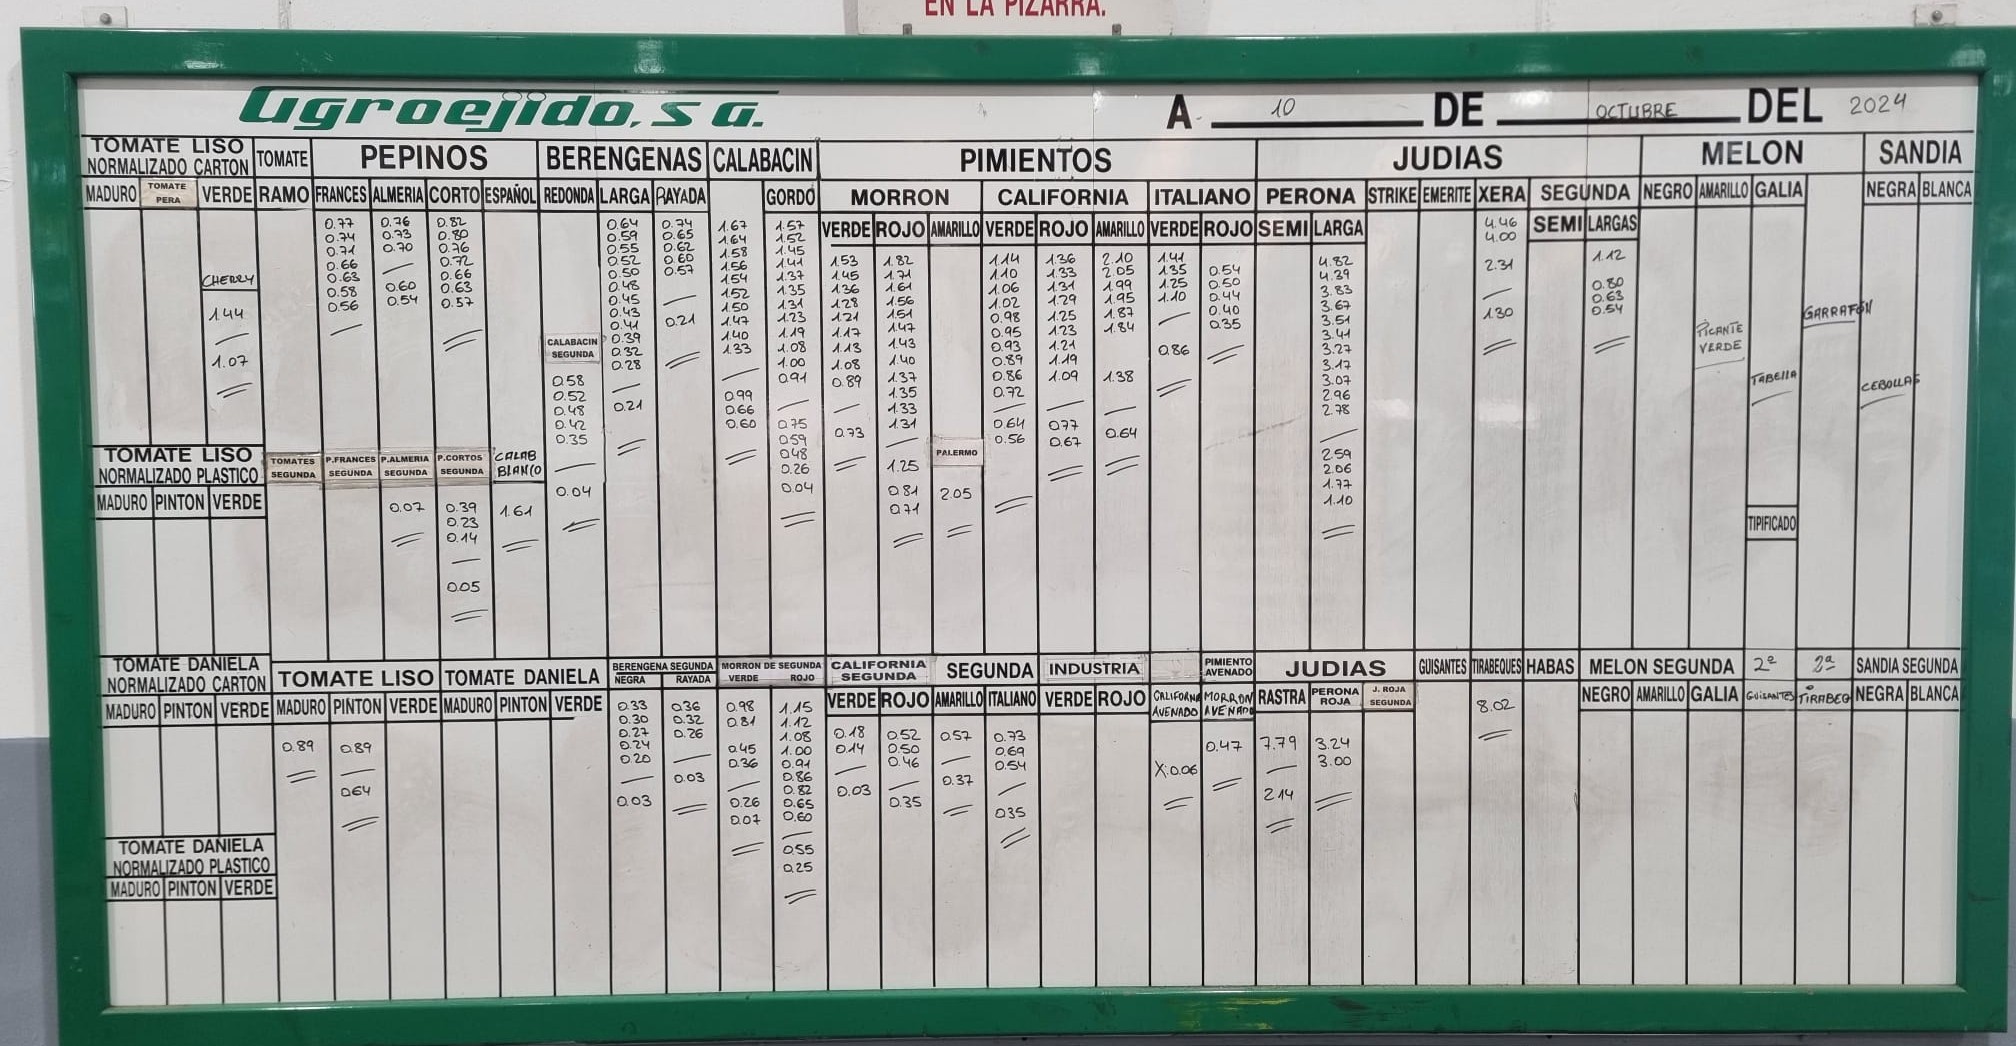 EN LA PIZARRA.
Agroejido, s a.
A 10 DE OCTUBRE DEL 2024
TOMATE LISO
NORMALIZADO CARTON
TOMATE
PEPINOS
BERENGENAS
CALABACIN
PIMIENTOS
JUDIAS
MELON
SANDIA
MADURO
TOMATE
PERA
VERDE
RAMO
FRANCES
ALMERIA
CORTO
ESPAÑOL
REDONDA
LARGA
RAYADA
GORDO
MORRON
CALIFORNIA
ITALIANO
PERONA
STRIKE
EMERITE
XERA
SEGUNDA
NEGRO
AMARILLO
GALIA
NEGRA
BLANCA
VERDE
ROJO
AMARILLO
VERDE
ROJO
AMARILLO
VERDE
ROJO
SEMI
LARGA
SEMI
LARGAS
CHERRY
1.44
1.07
0.77
0.74
0.71
0.66
0.63
0.58
0.56
0.76
0.73
0.70
0.60
0.54
0.82
0.80
0.76
0.72
0.66
0.63
0.57
CALABACIN
SEGUNDA
0.58
0.52
0.48
0.42
0.35
0.04
0.64
0.59
0.55
0.52
0.50
0.48
0.45
0.43
0.41
0.39
0.32
0.28
0.21
0.74
0.65
0.62
0.60
0.57
0.21
1.67
1.64
1.58
1.56
1.54
1.52
1.50
1.47
1.40
1.33
0.99
0.66
0.60
1.57
1.52
1.45
1.41
1.37
1.35
1.31
1.23
1.19
1.08
1.00
0.91
0.75
0.59
0.48
0.26
0.04
1.53
1.45
1.36
1.28
1.21
1.17
1.13
1.08
0.89
0.73
1.82
1.71
1.61
1.56
1.51
1.47
1.43
1.40
1.37
1.35
1.33
1.31
1.25
0.81
0.71
PALERMO
2.05
1.14
1.10
1.06
1.02
0.98
0.95
0.93
0.89
0.86
0.72
0.64
0.56
1.36
1.33
1.31
1.29
1.25
1.23
1.21
1.19
1.09
0.77
0.67
2.10
2.05
1.99
1.95
1.87
1.84
1.38
0.64
1.41
1.35
1.25
1.10
0.86
0.54
0.50
0.44
0.40
0.35
4.82
4.39
3.83
3.67
3.51
3.41
3.27
3.17
3.07
2.96
2.78
2.59
2.06
1.77
1.10
4.46
4.00
2.31
1.30
1.12
0.80
0.63
0.54
PICANTE
VERDE
TABELLA
GARRAFÓN
CEBOLLAS
TIPIFICADO
TOMATE LISO
NORMALIZADO PLASTICO
MADURO
PINTON
VERDE
TOMATES
SEGUNDA
P.FRANCES
SEGUNDA
P.ALMERIA
SEGUNDA
P.CORTOS
SEGUNDA
CALAB
BLANCO
0.07
0.39
0.23
0.14
0.05
1.61
TOMATE DANIELA
NORMALIZADO CARTON
TOMATE LISO
TOMATE DANIELA
BERENGENA SEGUNDA
MORRON DE SEGUNDA
CALIFORNIA
SEGUNDA
SEGUNDA
INDUSTRIA
PIMIENTO
AVENADO
JUDIAS
GUISANTES
TIRABEQUES
HABAS
MELON SEGUNDA
2ª
2ª
SANDIA SEGUNDA
MADURO
PINTON
VERDE
MADURO
PINTON
VERDE
MADURO
PINTON
VERDE
NEGRA
RAYADA
VERDE
ROJO
VERDE
ROJO
AMARILLO
ITALIANO
VERDE
ROJO
CALIFORNIA
AVENADO
MORRON
AVENADO
RASTRA
PERONA
ROJA
J. ROJA
SEGUNDA
NEGRO
AMARILLO
GALIA
GUISANTES
TIRABEQ
NEGRA
BLANCA
0.89
0.89
0.64
0.33
0.30
0.27
0.24
0.20
0.03
0.36
0.32
0.26
0.03
0.98
0.81
0.45
0.36
0.26
0.07
1.15
1.12
1.08
1.00
0.91
0.86
0.82
0.65
0.60
0.55
0.25
0.18
0.14
0.03
0.52
0.50
0.46
0.35
0.57
0.37
0.73
0.69
0.54
0.35
X:0.06
0.47
7.79
2.14
3.24
3.00
8.02
TOMATE DANIELA
NORMALIZADO PLASTICO
MADURO
PINTON
VERDE